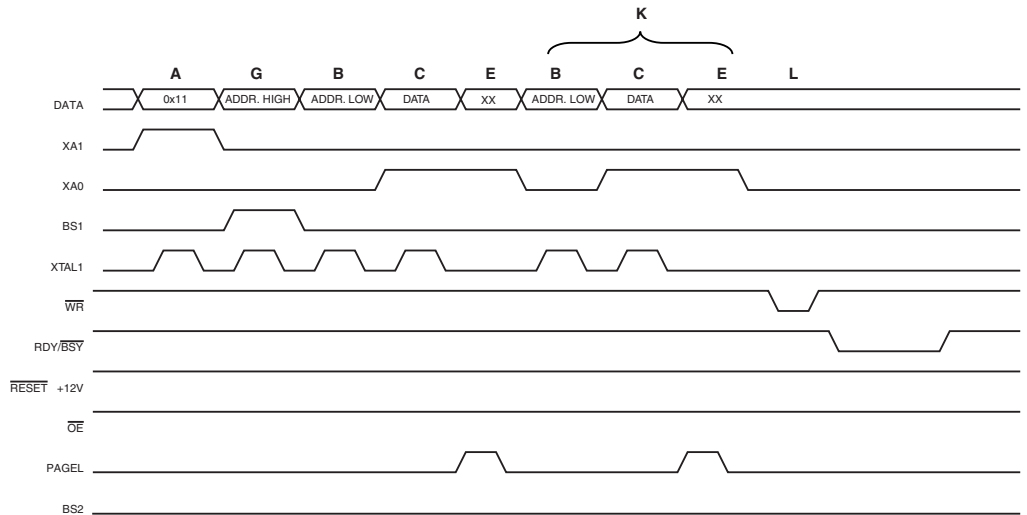 K
A G B C E B C E L
DATA 0x11 ADDR. HIGH ADDR. LOW DATA XX ADDR. LOW DATA XX
XA1
XA0
BS1
XTAL1
WR
RDY/BSY
RESET +12V
OE
PAGEL
BS2